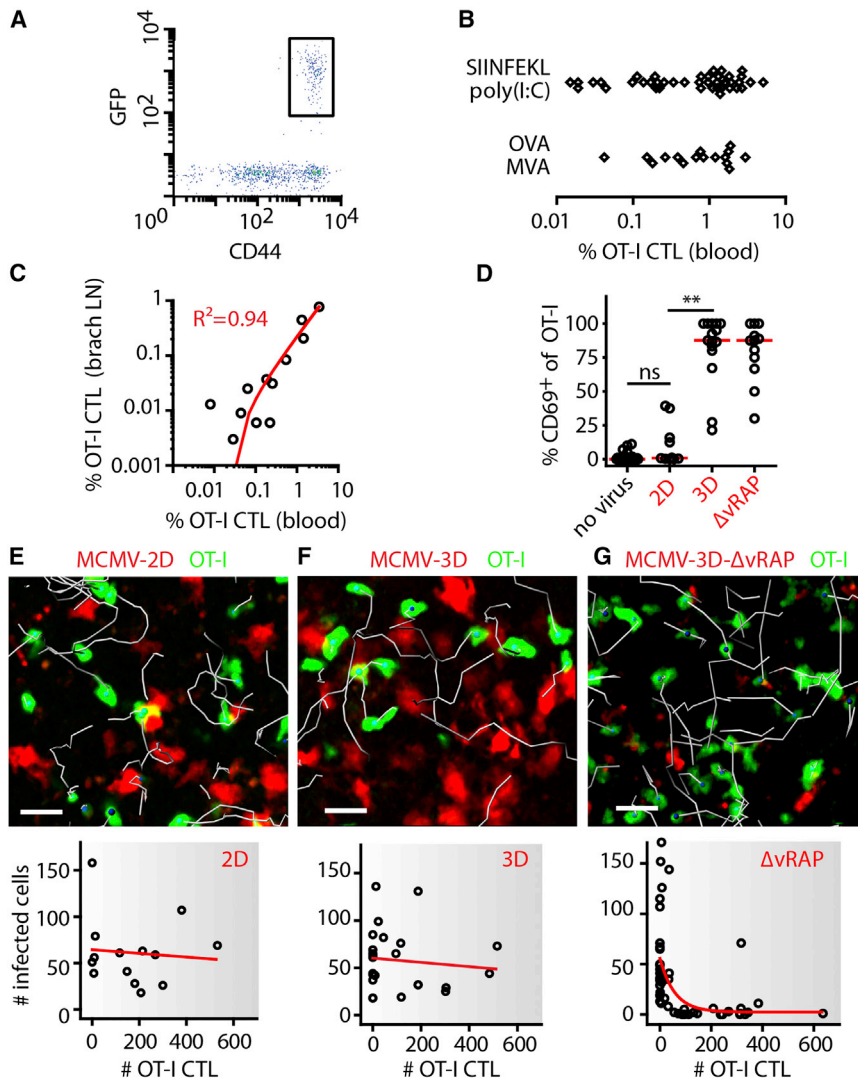 A
GFP
10^4
10^2
10^0
10^2
10^4
CD44
B
SIINFEKL
poly(I:C)
OVA
MVA
0.01
0.1
1
10
% OT-I CTL (blood)
C
% OT-I CTL (brach LN)
R²=0.94
1
0.1
0.01
0.001
0.01
0.1
1
% OT-I CTL (blood)
D
% CD69⁺ of OT-I
**
ns
100
75
50
25
0
no virus
2D
3D
ΔvRAP
E
MCMV-2D OT-I
F
MCMV-3D OT-I
G
MCMV-3D-ΔvRAP OT-I
# infected cells
2D
150
100
50
0
0 200 400 600
# OT-I CTL
3D
150
100
50
0
0 200 400 600
# OT-I CTL
ΔvRAP
150
100
50
0
0 200 400 600
# OT-I CTL